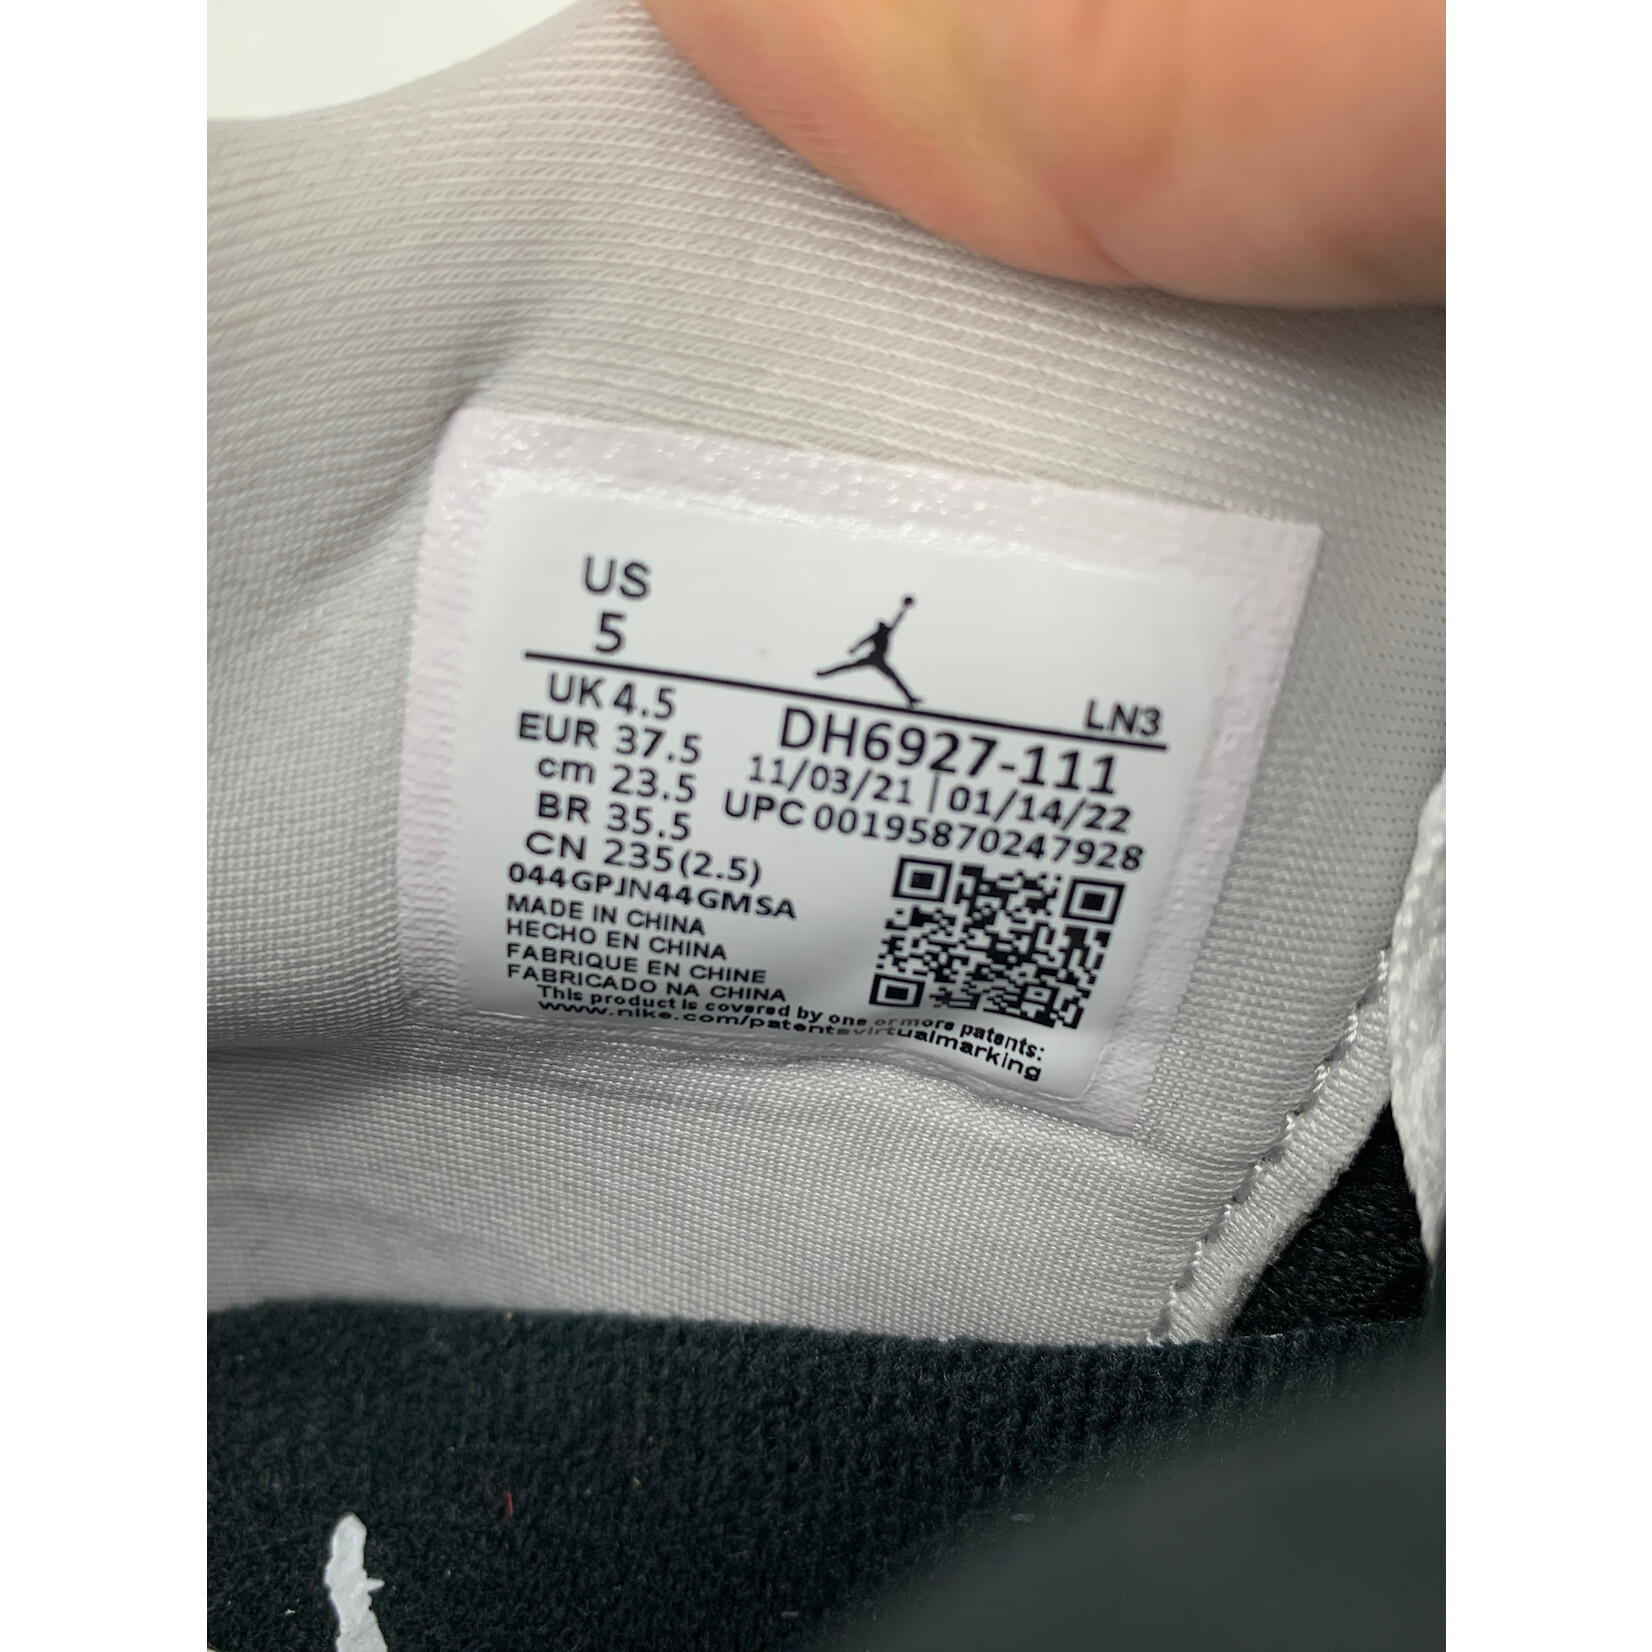 US
5
LN3
UK 4.5
EUR 37.5
cm 23.5
BR 35.5
CN 235(2.5)
DH6927-111
11/03/21 | 01/14/22
UPC 00195870247928
044GPJN44GMSA
MADE IN CHINA
HECHO EN CHINA
FABRIQUE EN CHINE
FABRICADO NA CHINA
This product is covered by one or more patents:
www.nike.com/patentsvirtualmarking